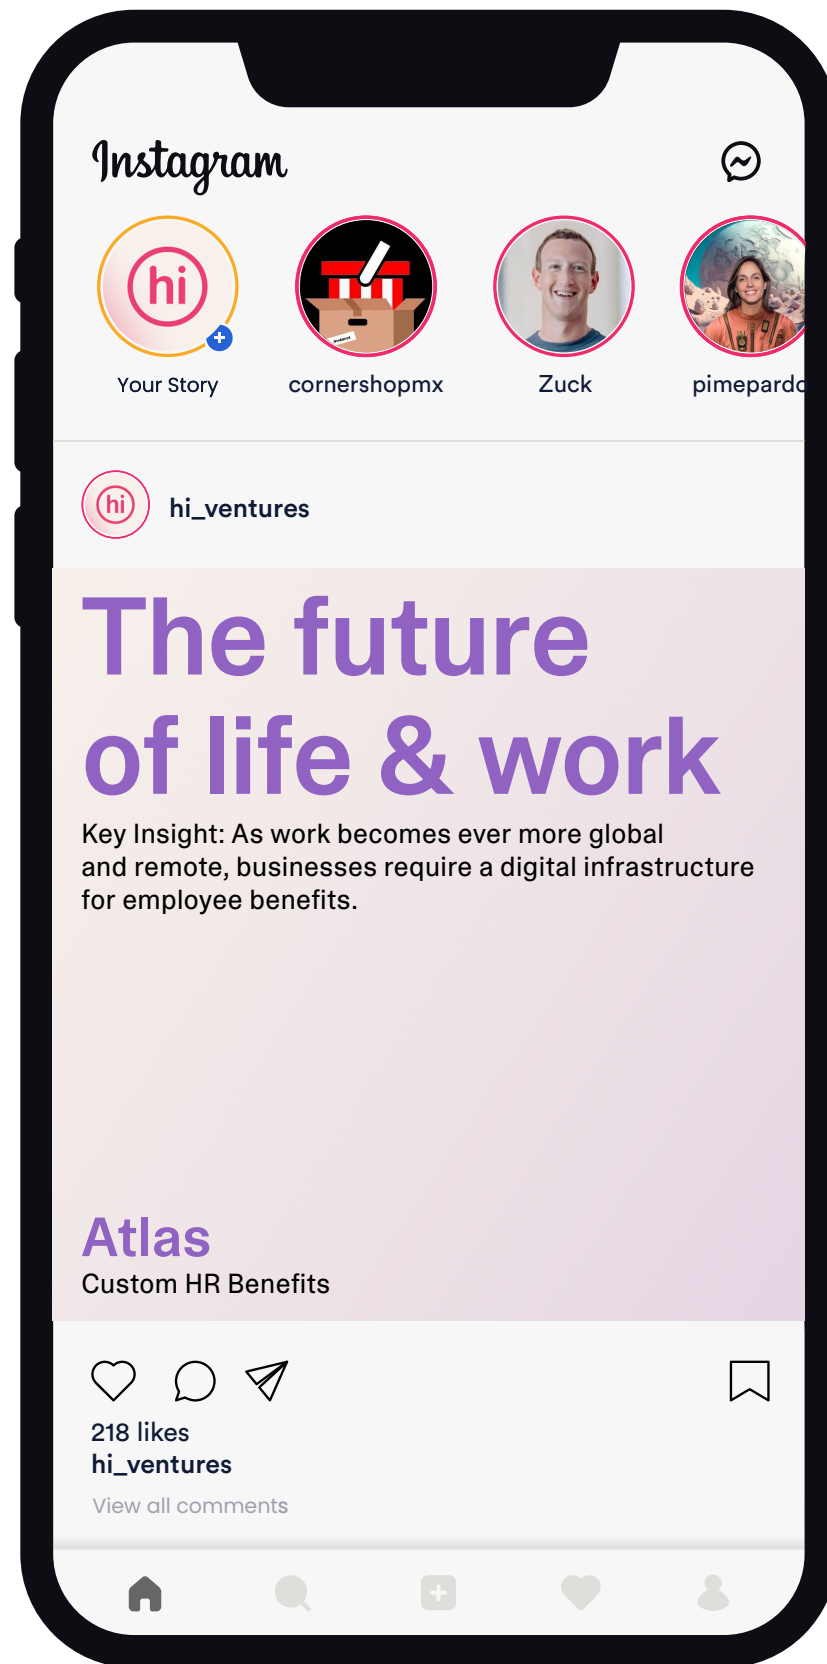 Instagram
hi
Your Story
cornershopmx
Zuck
pimepardo
hi
hi_ventures
The future
of life & work
Key Insight: As work becomes ever more global
and remote, businesses require a digital infrastructure
for employee benefits.
Atlas
Custom HR Benefits
218 likes
hi_ventures
View all comments